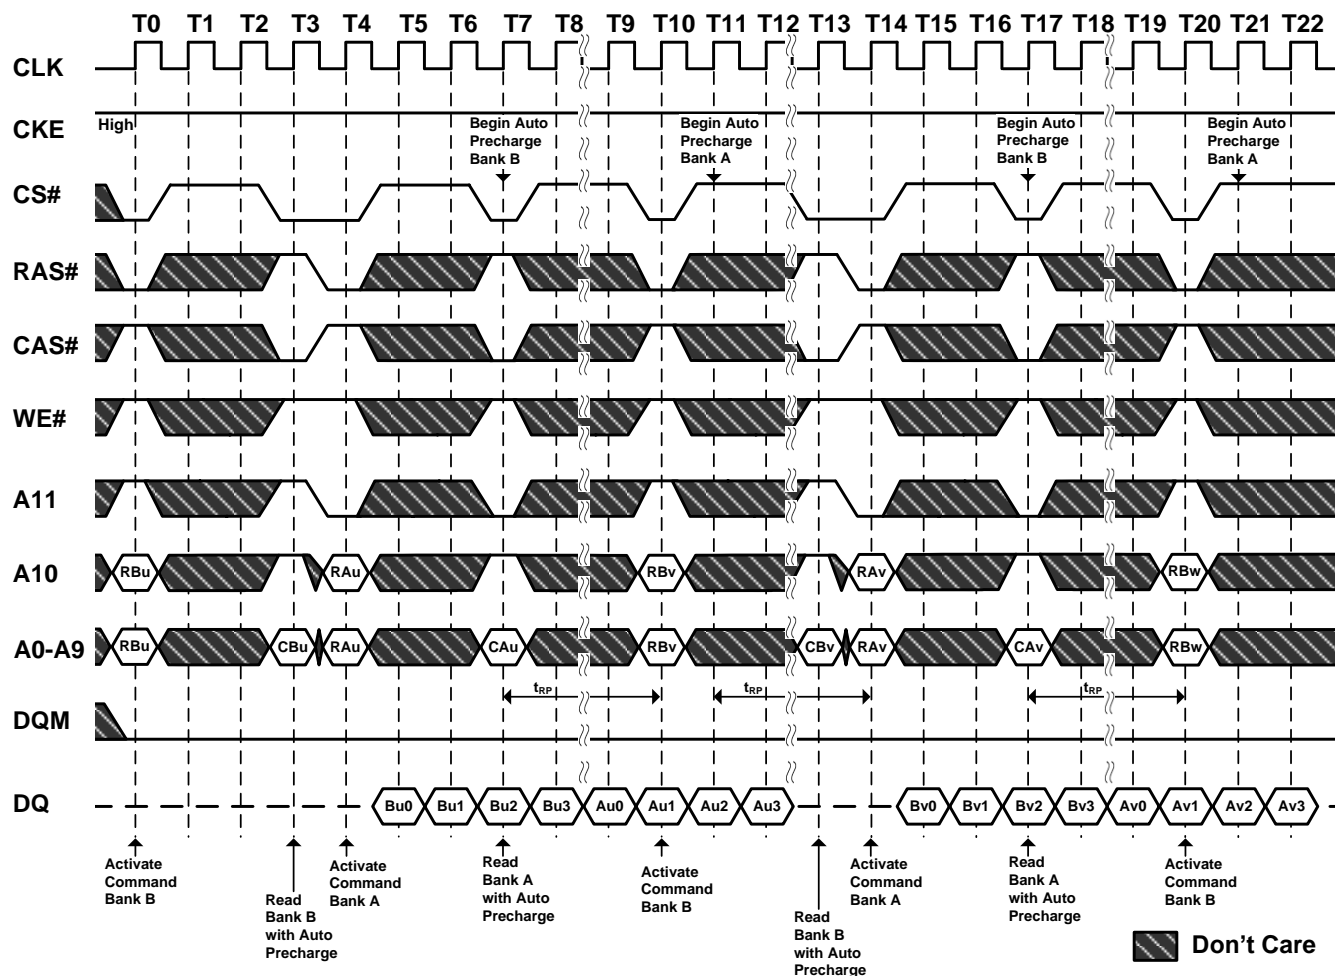 T0 T1 T2 T3 T4 T5 T6 T7 T8 T9 T10 T11 T12 T13 T14 T15 T16 T17 T18 T19 T20 T21 T22
CLK
CKE
High
Begin Auto
Precharge
Bank B
Begin Auto
Precharge
Bank A
Begin Auto
Precharge
Bank B
Begin Auto
Precharge
Bank A
CS#
RAS#
CAS#
WE#
A11
A10
RBu RAu RBv RAv RBw
A0-A9
RBu CBu RAu CAu RBv CBv RAv CAv RBw
tRP tRP tRP
DQM
DQ
Bu0 Bu1 Bu2 Bu3 Au0 Au1 Au2 Au3 Bv0 Bv1 Bv2 Bv3 Av0 Av1 Av2 Av3
Activate
Command
Bank B
Read
Bank B
with Auto
Precharge
Activate
Command
Bank A
Read
Bank A
with Auto
Precharge
Activate
Command
Bank B
Read
Bank B
with Auto
Precharge
Activate
Command
Bank A
Read
Bank A
with Auto
Precharge
Activate
Command
Bank B
Don't Care